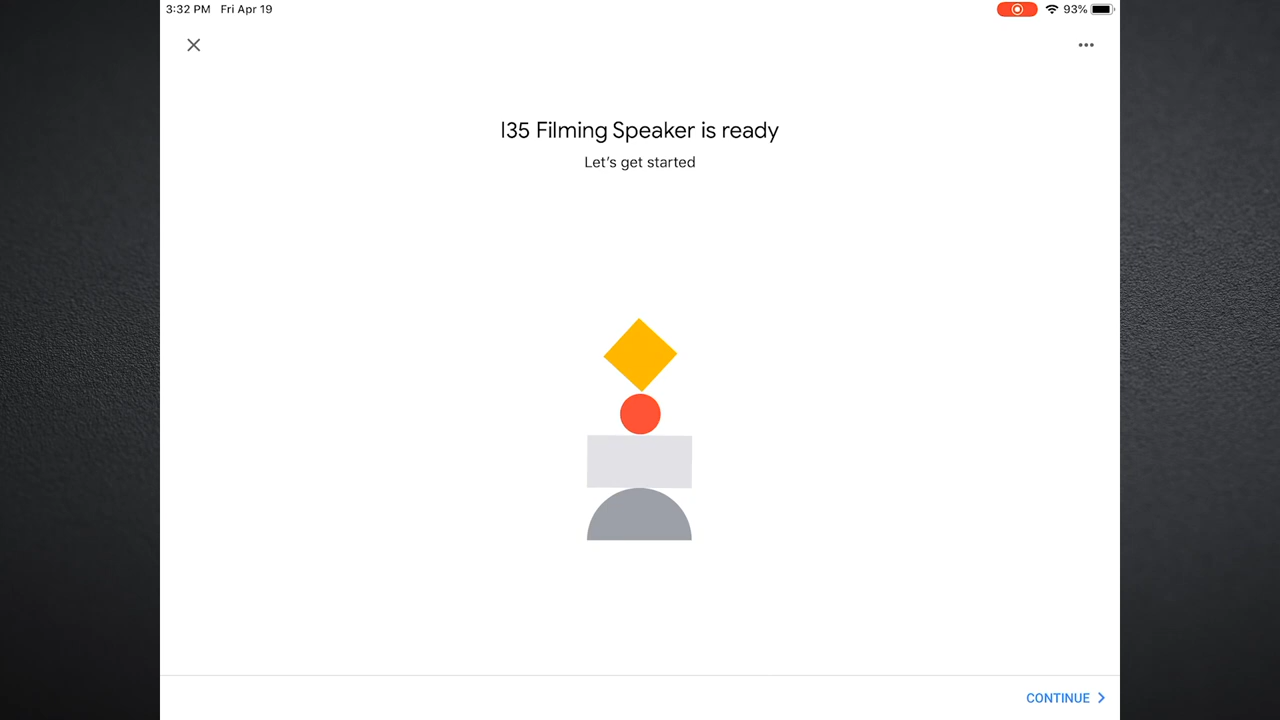 3:32 PM Fri Apr 19
93%
I35 Filming Speaker is ready
Let's get started
CONTINUE